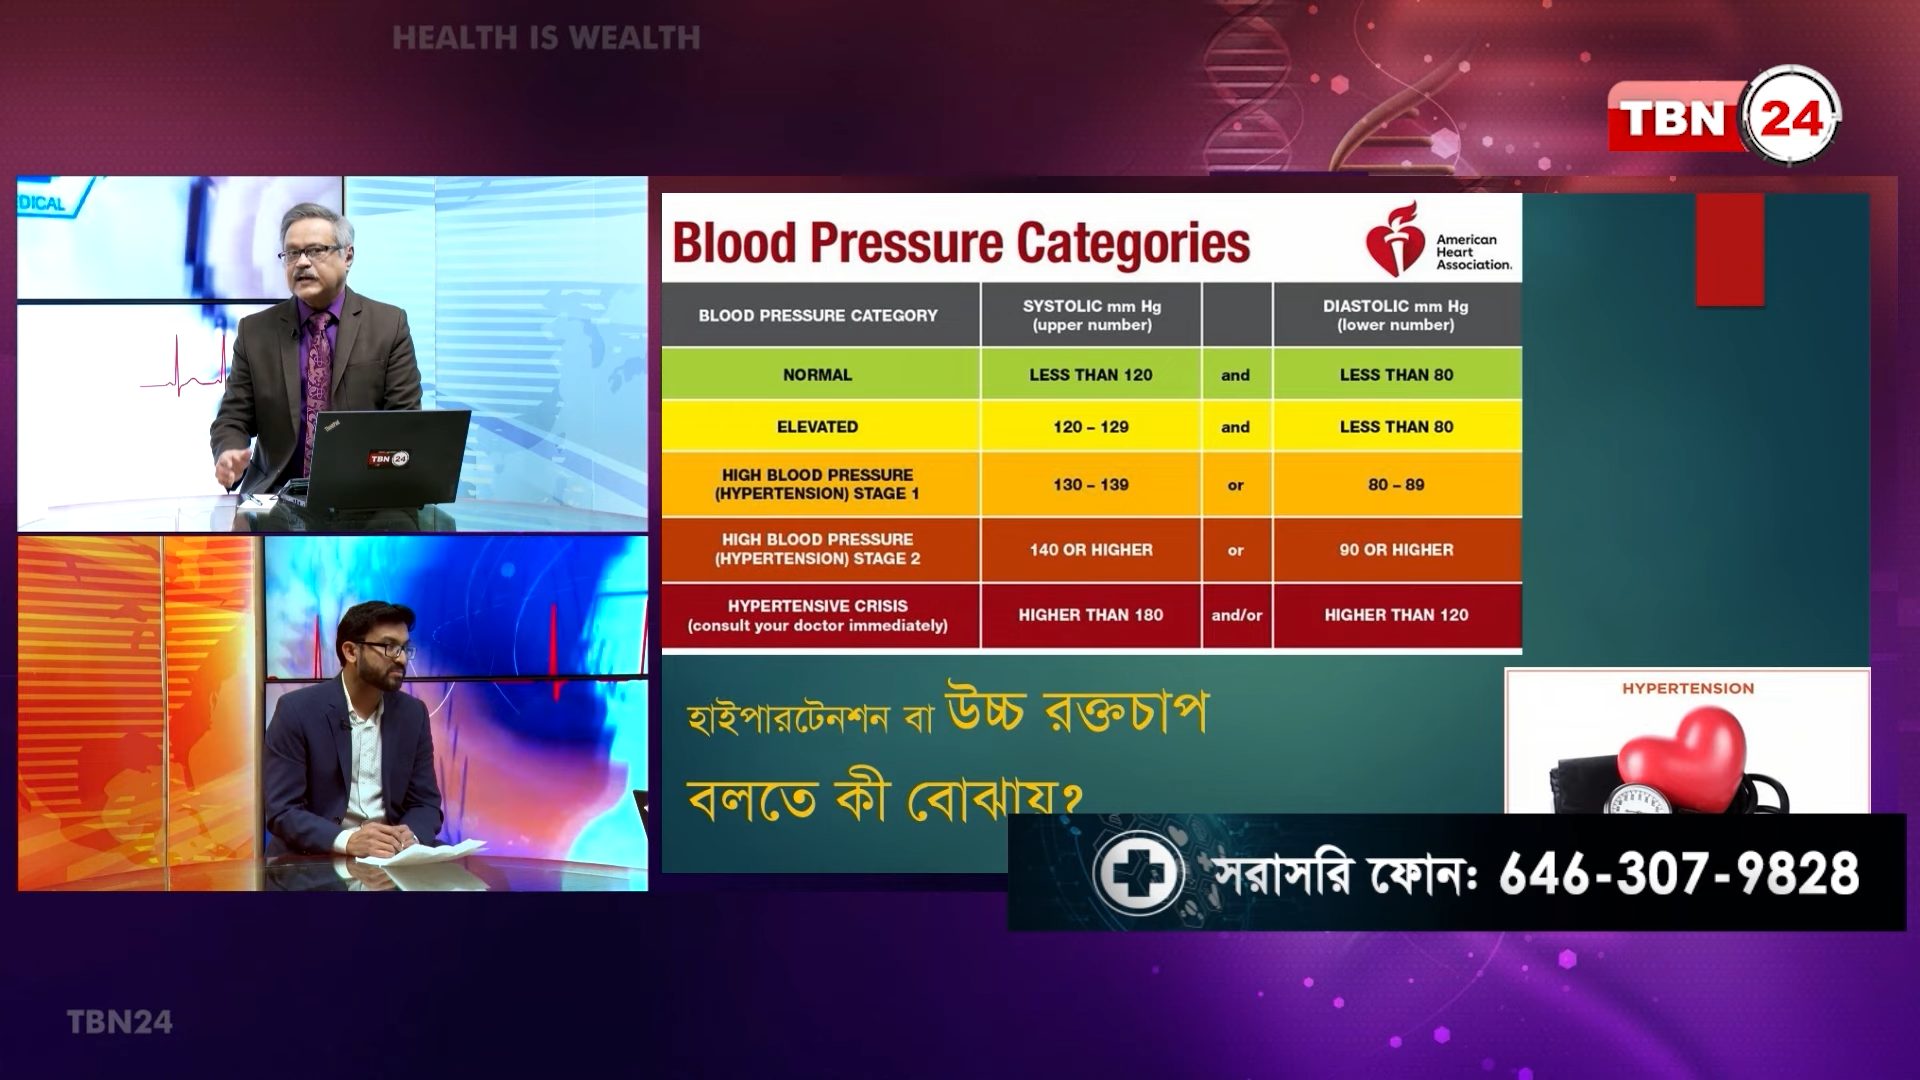 HEALTH IS WEALTH
TBN 24
EDICAL
ThinkPad
TBN 24
Blood Pressure Categories
American
Heart
Association.
BLOOD PRESSURE CATEGORY
SYSTOLIC mm Hg
(upper number)
DIASTOLIC mm Hg
(lower number)
NORMAL
LESS THAN 120
and
LESS THAN 80
ELEVATED
120 – 129
and
LESS THAN 80
HIGH BLOOD PRESSURE
(HYPERTENSION) STAGE 1
130 – 139
or
80 – 89
HIGH BLOOD PRESSURE
(HYPERTENSION) STAGE 2
140 OR HIGHER
or
90 OR HIGHER
HYPERTENSIVE CRISIS
(consult your doctor immediately)
HIGHER THAN 180
and/or
HIGHER THAN 120
হাইপারটেনশন বা উচ্চ রক্তচাপ
বলতে কী বোঝায়?
HYPERTENSION
সরাসরি ফোন: 646-307-9828
TBN24